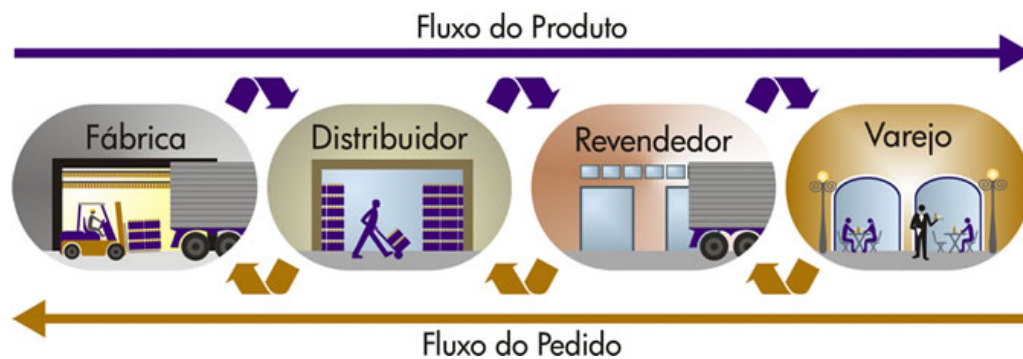 Fluxo do Produto
Fábrica
Distribuidor
Revendedor
Varejo
Fluxo do Pedido